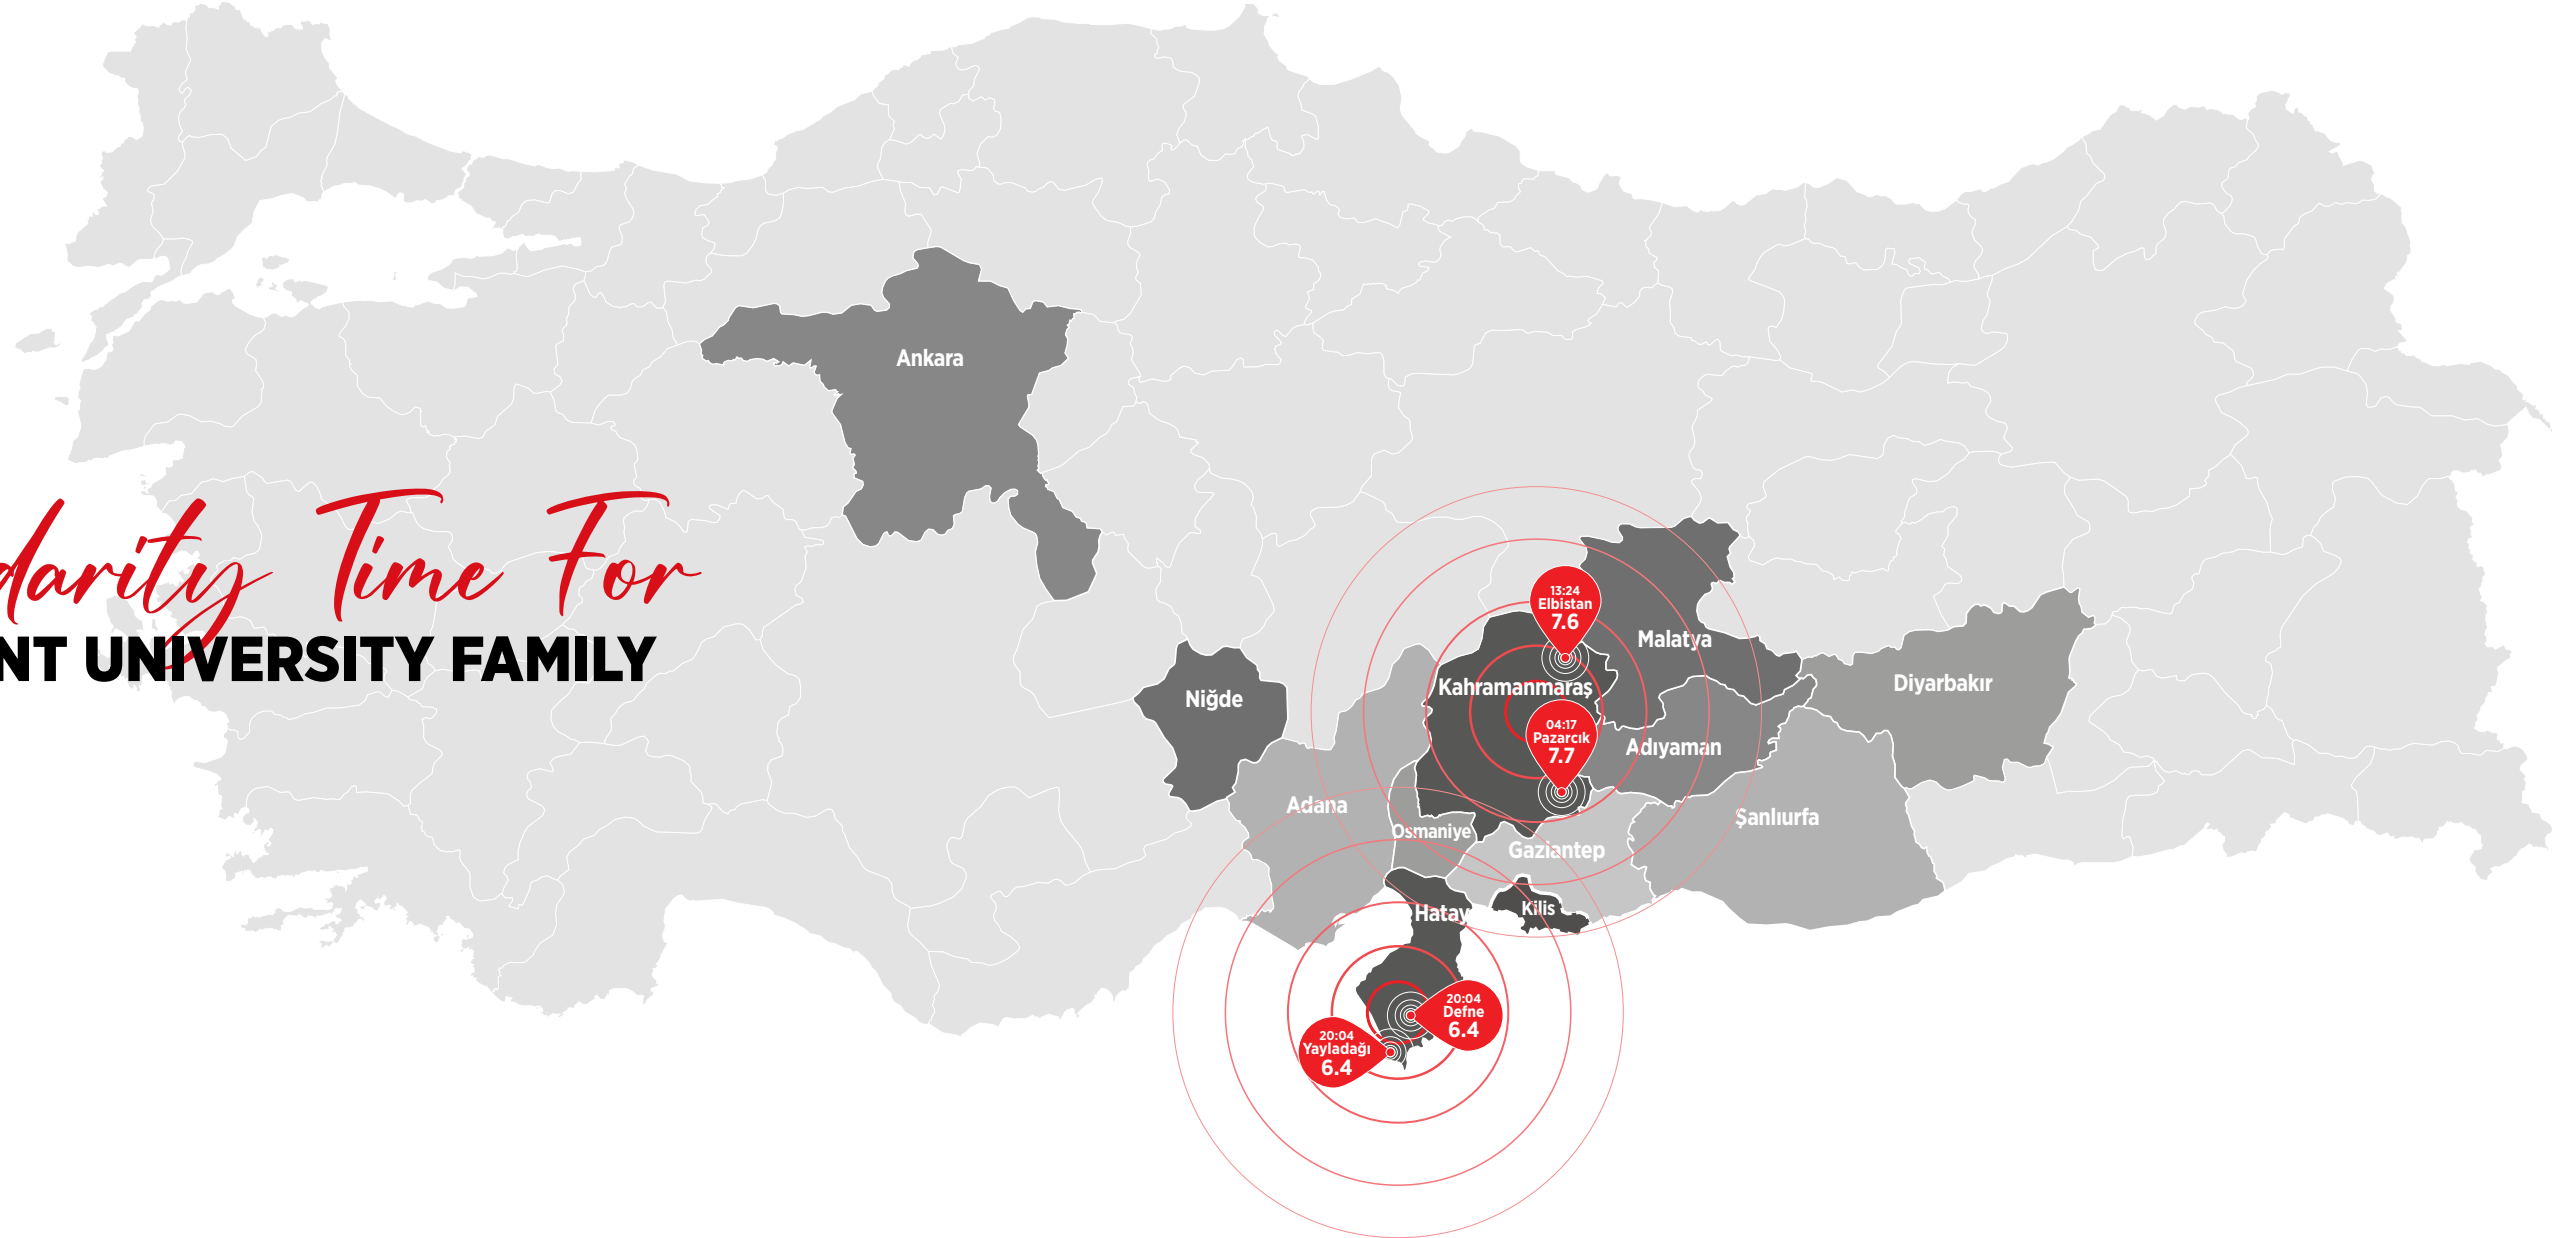 darity Time For
NT UNIVERSITY FAMILY
Ankara
13:24
Elbistan
7.6
Malatya
Kahramanmaraş
Diyarbakır
Niğde
04:17
Pazarcık
7.7
Adıyaman
Adana
Şanlıurfa
Osmaniye
Gaziantep
Kilis
Hatay
20:04
Defne
6.4
20:04
Yayladağı
6.4